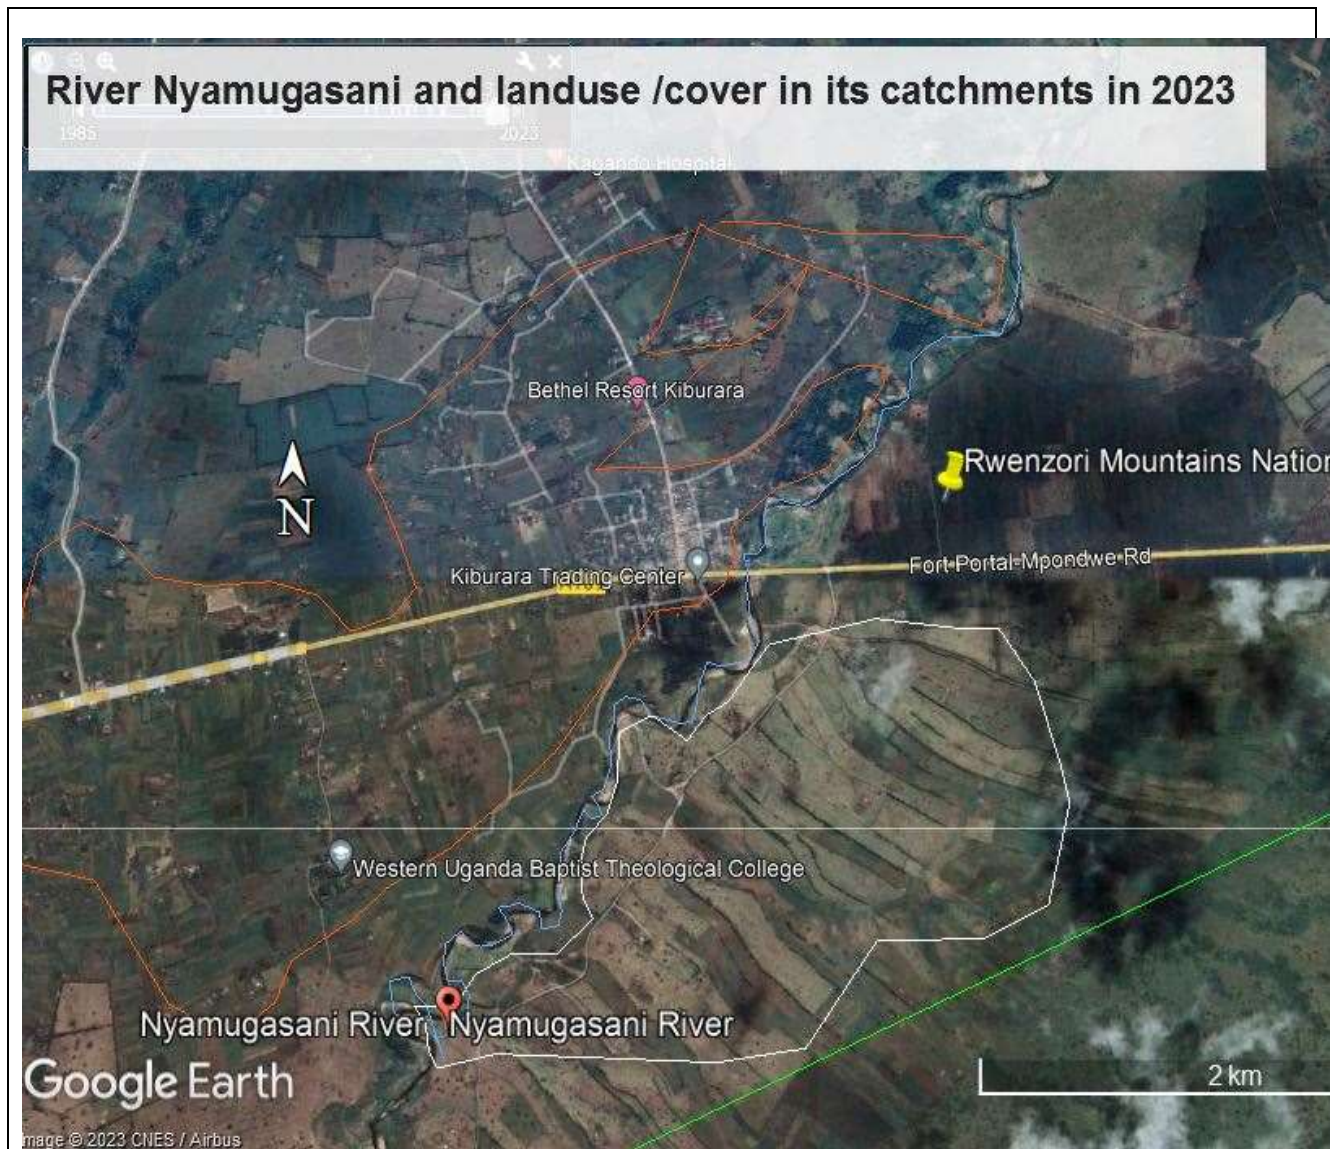 River Nyamugasani and landuse /cover in its catchments in 2023
1985
2023
Kagando Hospital
Bethel Resort Kiburara
N
Rwenzori Mountains Nation
Fort Portal-Mpondwe Rd
Kiburara Trading Center
Western Uganda Baptist Theological College
Nyamugasani River
Nyamugasani River
Google Earth
2 km
mage © 2023 CNES / Airbus